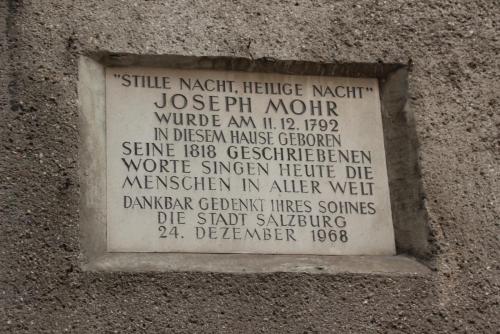 "STILLE NACHT, HEILIGE NACHT"
JOSEPH MOHR
WURDE AM 11.12.1792
IN DIESEM HAUSE GEBOREN
SEINE 1818 GESCHRIEBENEN
WORTE SINGEN HEUTE DIE
MENSCHEN IN ALLER WELT
DANKBAR GEDENKT IHRES SOHNES
DIE STADT SALZBURG
24. DEZEMBER 1968